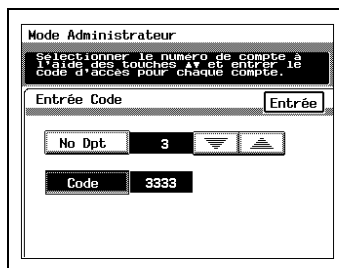 Mode Administrateur
Sélectionner le numéro de compte à
l'aide des touches ▲▼ et entrer le
code d'accès pour chaque compte.
Entrée Code
Entrée
No Dpt 3
Code 3333